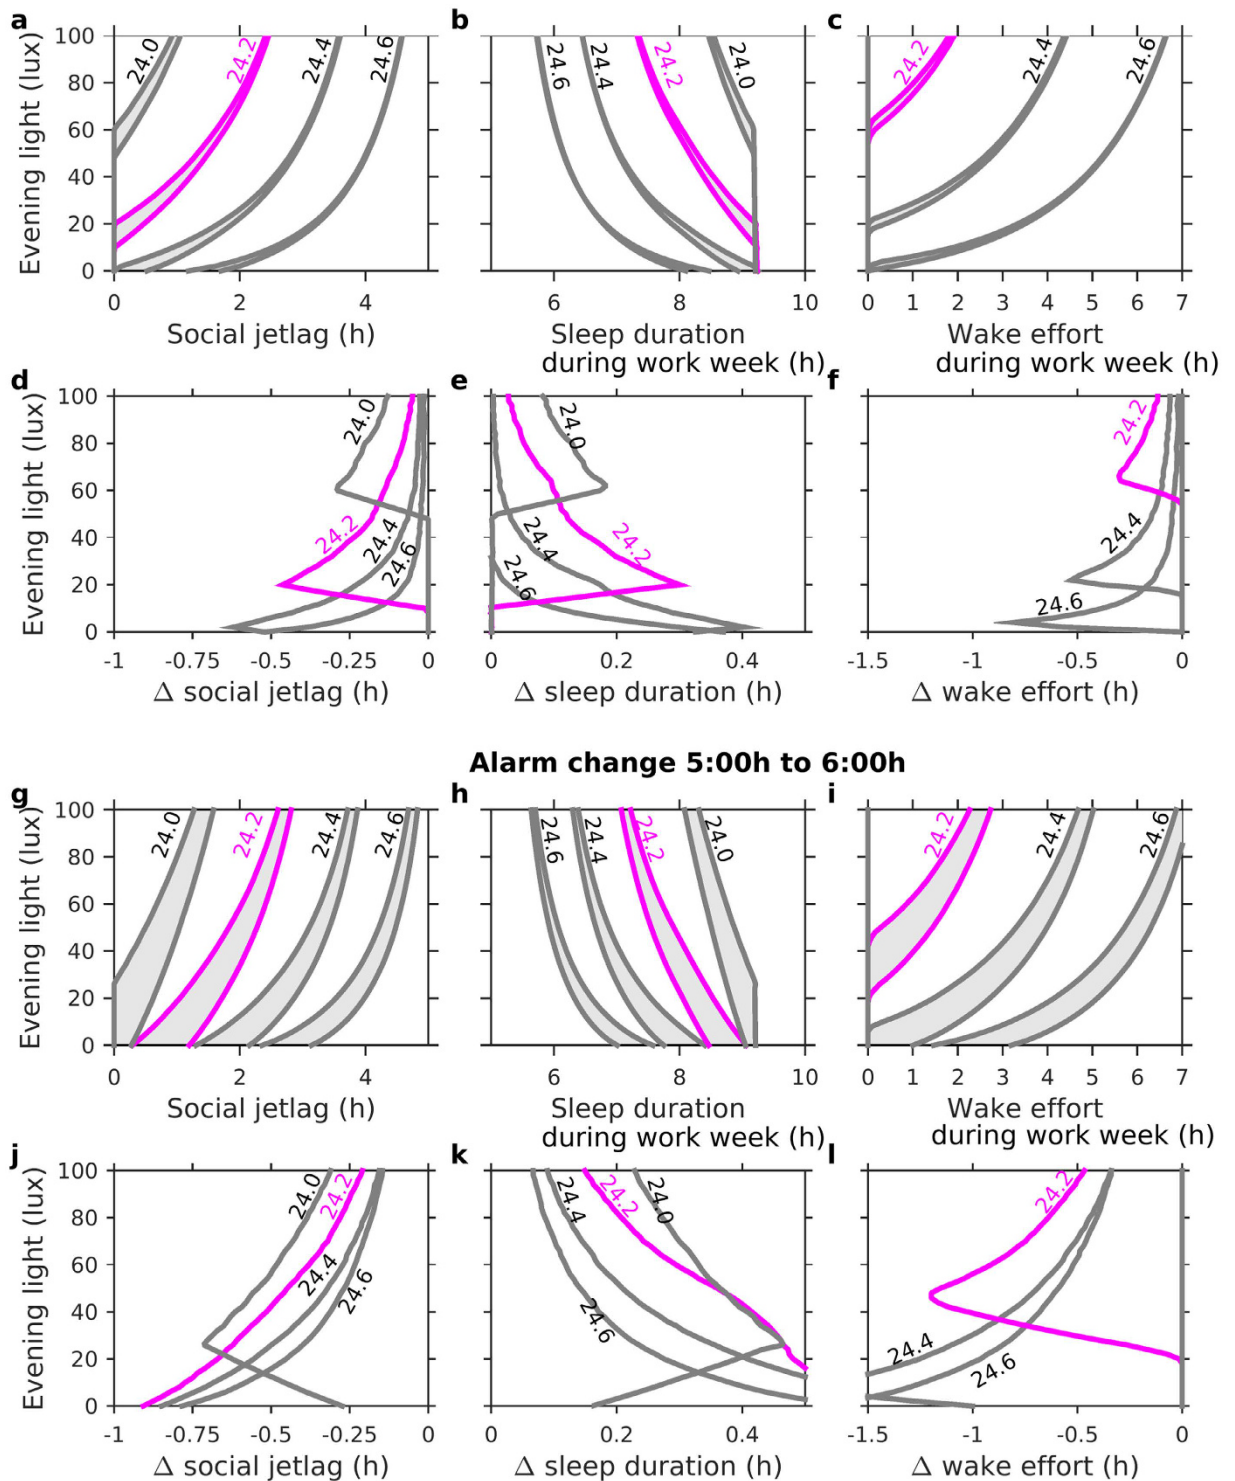 a b c
24.0 24.2 24.4 24.6
24.6 24.4 24.2 24.0
24.2 24.4 24.6
Evening light (lux)
100
80
60
40
20
0
0 2 4
6 8 10
0 1 2 3 4 5 6 7
Social jetlag (h)
Sleep duration
during work week (h)
Wake effort
during work week (h)
d e f
24.0 24.2 24.4 24.6
24.0 24.2 24.4 24.6
24.2 24.4 24.6
Evening light (lux)
100
80
60
40
20
0
-1 -0.75 -0.5 -0.25 0
0 0.2 0.4
-1.5 -1 -0.5 0
Δ social jetlag (h)
Δ sleep duration (h)
Δ wake effort (h)
Alarm change 5:00h to 6:00h
g h i
24.0 24.2 24.4 24.6
24.6 24.4 24.2 24.0
24.2 24.4 24.6
Evening light (lux)
100
80
60
40
20
0
0 2 4
6 8 10
0 1 2 3 4 5 6 7
Social jetlag (h)
Sleep duration
during work week (h)
Wake effort
during work week (h)
j k l
24.0 24.2 24.4 24.6
24.4 24.2 24.0 24.6
24.2 24.4 24.6
Evening light (lux)
100
80
60
40
20
0
-1 -0.75 -0.5 -0.25 0
0 0.2 0.4
-1.5 -1 -0.5 0
Δ social jetlag (h)
Δ sleep duration (h)
Δ wake effort (h)